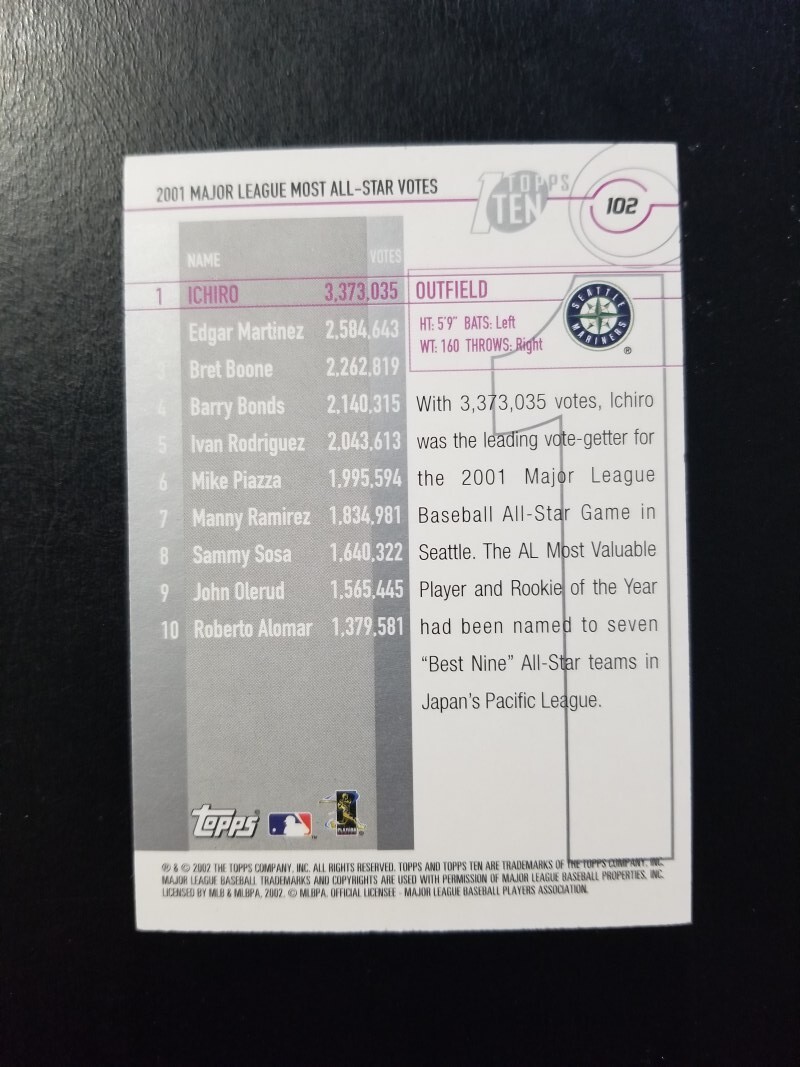 2001 MAJOR LEAGUE MOST ALL-STAR VOTES
TOPPS
TEN
102
NAME VOTES
1 ICHIRO 3,373,035
Edgar Martinez 2,584,643
3 Bret Boone 2,262,819
4 Barry Bonds 2,140,315
5 Ivan Rodriguez 2,043,613
6 Mike Piazza 1,995,594
7 Manny Ramirez 1,834,981
8 Sammy Sosa 1,640,322
9 John Olerud 1,565,445
10 Roberto Alomar 1,379,581
OUTFIELD
HT: 5'9" BATS: Left
WT: 160 THROWS: Right
SEATTLE
MARINERS
®
With 3,373,035 votes, Ichiro
was the leading vote-getter for
the 2001 Major League
Baseball All-Star Game in
Seattle. The AL Most Valuable
Player and Rookie of the Year
had been named to seven
“Best Nine” All-Star teams in
Japan's Pacific League.
1
Topps®
PLAYERS
® & © 2002 THE TOPPS COMPANY, INC. ALL RIGHTS RESERVED. TOPPS AND TOPPS TEN ARE TRADEMARKS OF THE TOPPS COMPANY, INC.
MAJOR LEAGUE BASEBALL TRADEMARKS AND COPYRIGHTS ARE USED WITH PERMISSION OF MAJOR LEAGUE BASEBALL PROPERTIES, INC.
LICENSED BY MLB & MLBPA, 2002. © MLBPA. OFFICIAL LICENSEE - MAJOR LEAGUE BASEBALL PLAYERS ASSOCIATION.